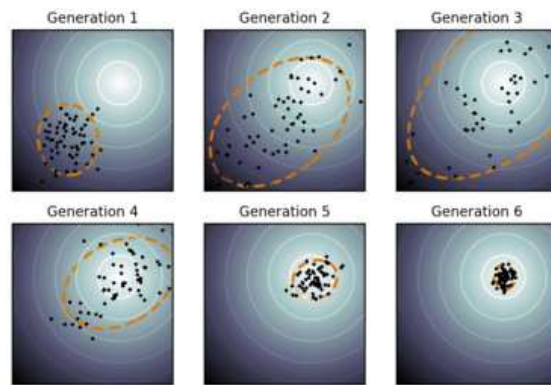 Generation 1
Generation 2
Generation 3
Generation 4
Generation 5
Generation 6